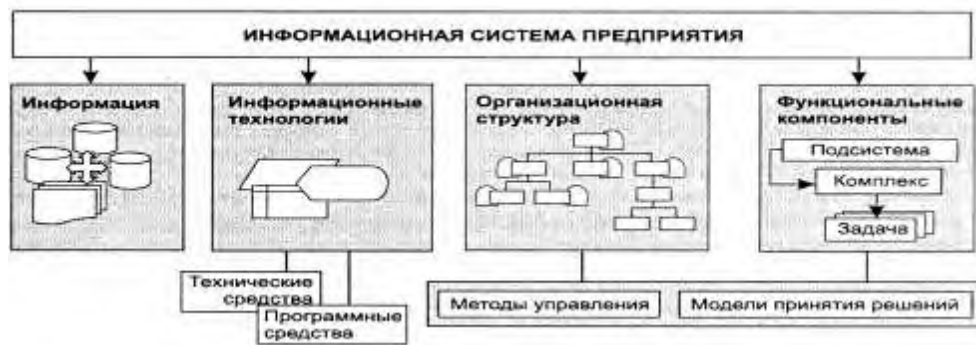 ИНФОРМАЦИОННАЯ СИСТЕМА ПРЕДПРИЯТИЯ
Информация
Информационные
технологии
Организационная
структура
Функциональные
компоненты
Подсистема
Комплекс
Задача
Технические
средства
Программные
средства
Методы управления
Модели принятия решений